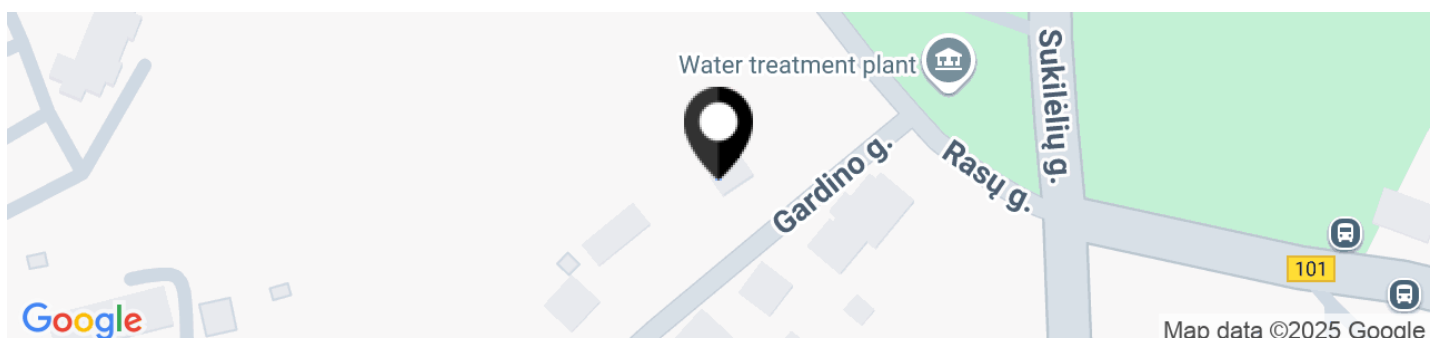 Water treatment plant
Sukilėlių g.
Gardino g.
Rasų g.
101
Google
Map data ©2025 Google